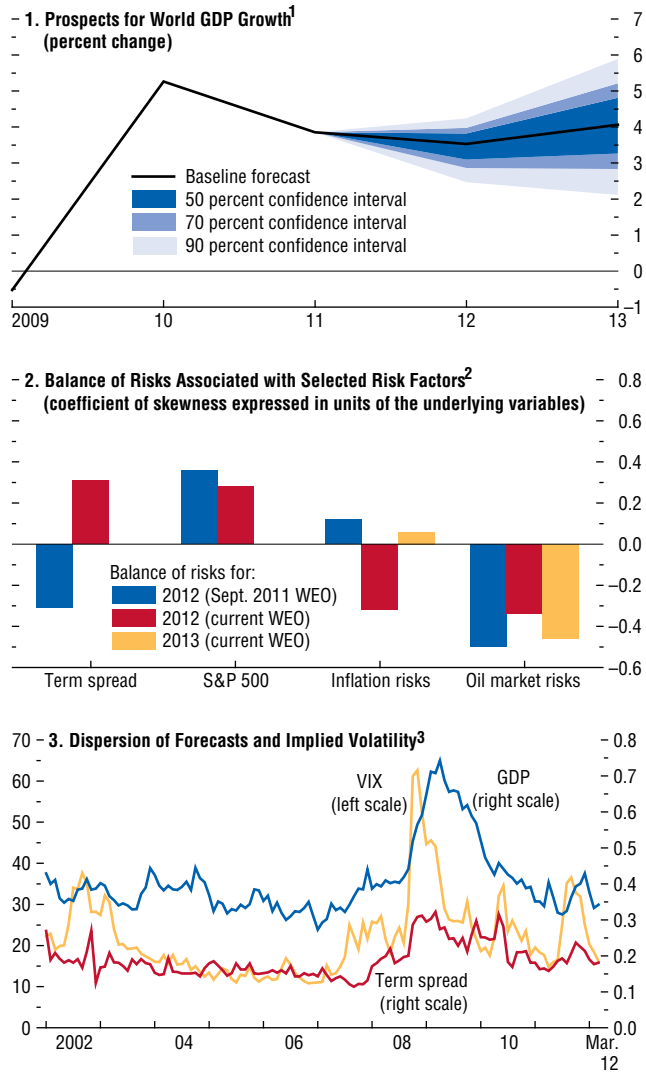 1. Prospects for World GDP Growth1
(percent change)
7
6
5
4
3
2
1
0
–1
Baseline forecast
50 percent confidence interval
70 percent confidence interval
90 percent confidence interval
2009 10 11 12 13
2. Balance of Risks Associated with Selected Risk Factors2
(coefficient of skewness expressed in units of the underlying variables)
0.8
0.6
0.4
0.2
0.0
–0.2
–0.4
–0.6
Balance of risks for:
2012 (Sept. 2011 WEO)
2012 (current WEO)
2013 (current WEO)
Term spread S&P 500 Inflation risks Oil market risks
3. Dispersion of Forecasts and Implied Volatility3
70
60
50
40
30
20
10
0
VIX
(left scale)
GDP
(right scale)
Term spread
(right scale)
0.8
0.7
0.6
0.5
0.4
0.3
0.2
0.1
0.0
2002 04 06 08 10 Mar.
12